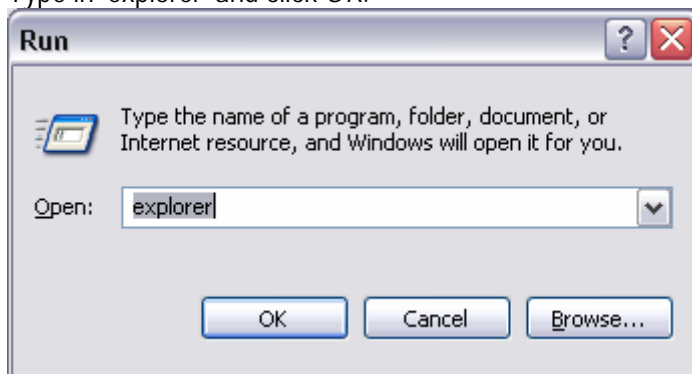 Type in 'explorer' and click OK.
Run
Type the name of a program, folder, document, or
Internet resource, and Windows will open it for you.
Open: explorer
OK Cancel Browse...